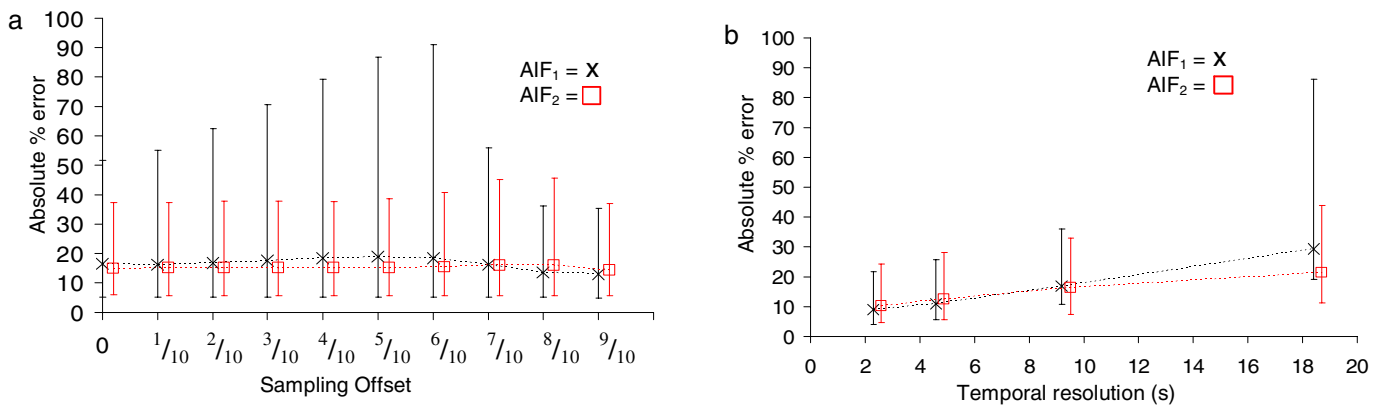 a
100
90
80
70
60
50
40
30
20
10
0
Absolute % error
AIF₁ = x
AIF₂ =
0 ¹/₁₀ ²/₁₀ ³/₁₀ ⁴/₁₀ ⁵/₁₀ ⁶/₁₀ ⁷/₁₀ ⁸/₁₀ ⁹/₁₀
Sampling Offset
b
100
90
80
70
60
50
40
30
20
10
0
Absolute % error
AIF₁ = x
AIF₂ =
0 2 4 6 8 10 12 14 16 18 20
Temporal resolution (s)